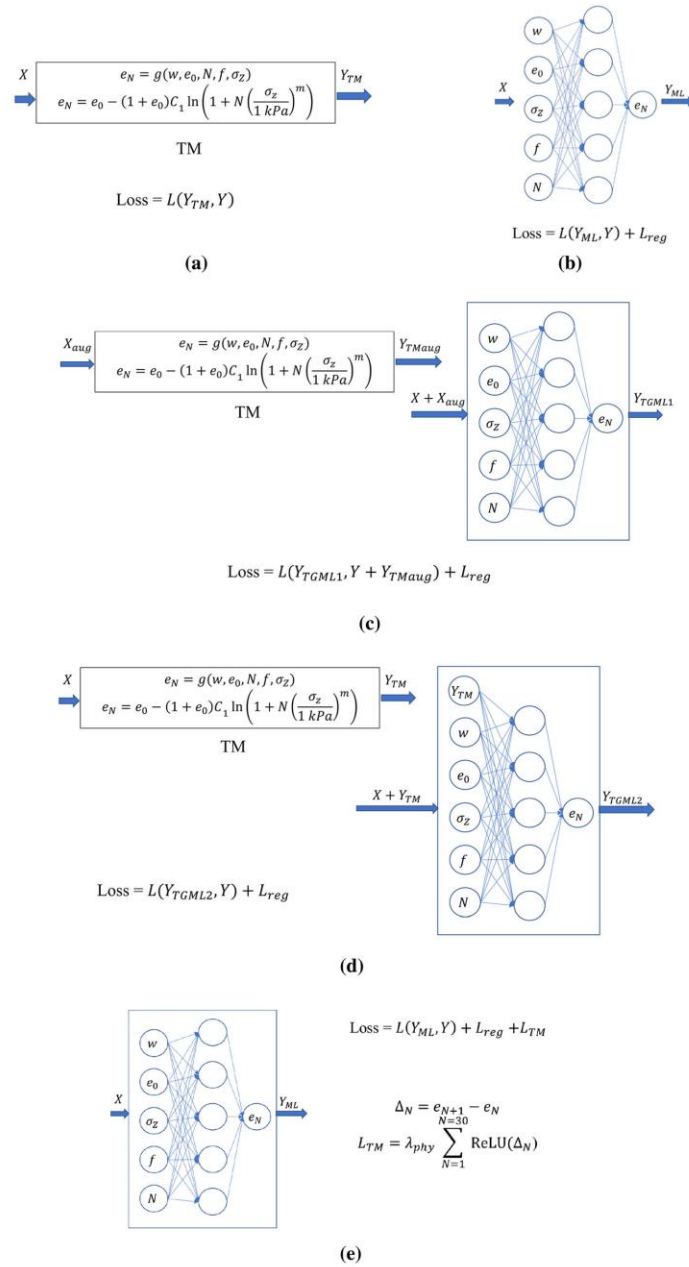 X
e_N = g(w, e_0, N, f, σ_z)
Y_TM
e_N = e_0 − (1 + e_0)C_1 ln(1 + N(σ_z/1 kPa)^m)
TM
Loss = L(Y_TM, Y)
(a)
X
w
e_0
σ_Z
f
N
e_N
Y_ML
Loss = L(Y_ML, Y) + L_reg
(b)
X_aug
e_N = g(w, e_0, N, f, σ_z)
Y_TMaug
e_N = e_0 − (1 + e_0)C_1 ln(1 + N(σ_z/1 kPa)^m)
TM
X + X_aug
w
e_0
σ_Z
f
N
e_N
Y_TGML1
Loss = L(Y_TGML1, Y + Y_TMaug) + L_reg
(c)
X
e_N = g(w, e_0, N, f, σ_Z)
Y_TM
e_N = e_0 − (1 + e_0)C_1 ln(1 + N(σ_z/1 kPa)^m)
TM
X + Y_TM
Y_TM
w
e_0
σ_Z
f
N
e_N
Y_TGML2
Loss = L(Y_TGML2, Y) + L_reg
(d)
X
w
e_0
σ_Z
f
N
e_N
Y_ML
Loss = L(Y_ML, Y) + L_reg +L_TM
Δ_N = e_{N+1} − e_N
L_TM = λ_phy ∑_{N=1}^{N=30} ReLU(Δ_N)
(e)